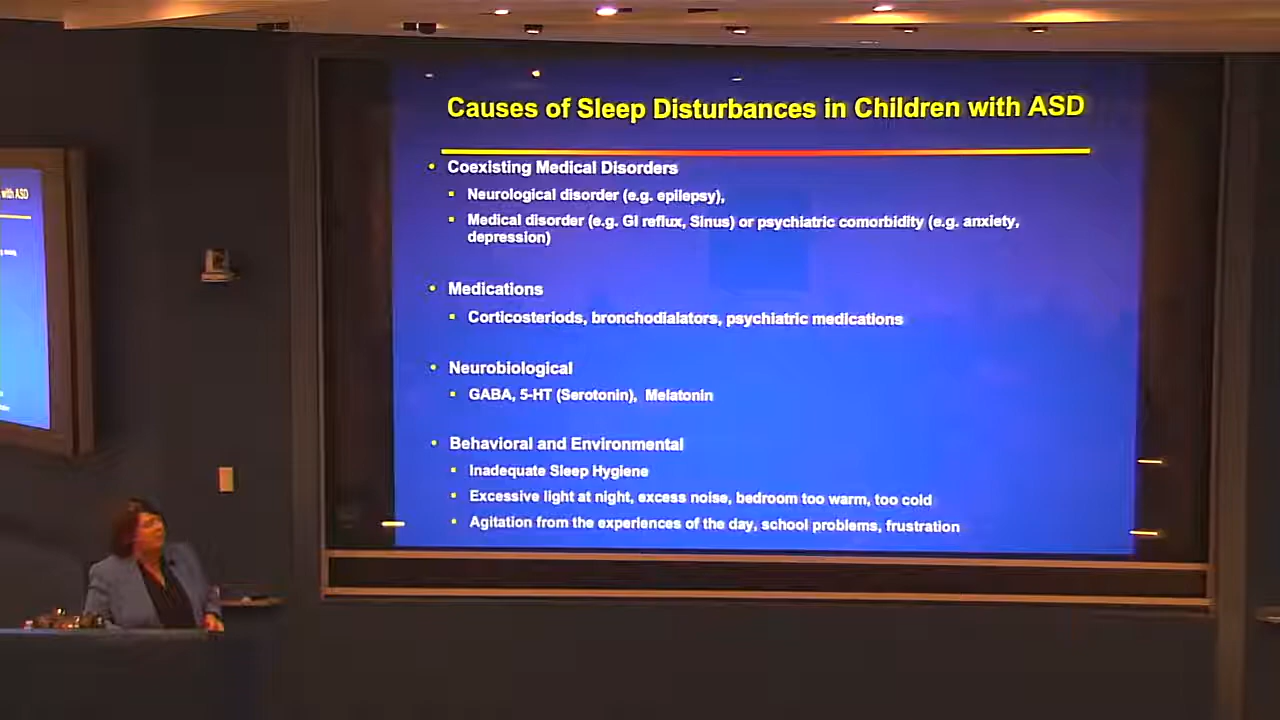 Causes of Sleep Disturbances in Children with ASD
with ASD
• Coexisting Medical Disorders
▪ Neurological disorder (e.g. epilepsy),
▪ Medical disorder (e.g. GI reflux, Sinus) or psychiatric comorbidity (e.g. anxiety,
depression)
• Medications
▪ Corticosteriods, bronchodialators, psychiatric medications
• Neurobiological
▪ GABA, 5-HT (Serotonin), Melatonin
• Behavioral and Environmental
▪ Inadequate Sleep Hygiene
▪ Excessive light at night, excess noise, bedroom too warm, too cold
▪ Agitation from the experiences of the day, school problems, frustration